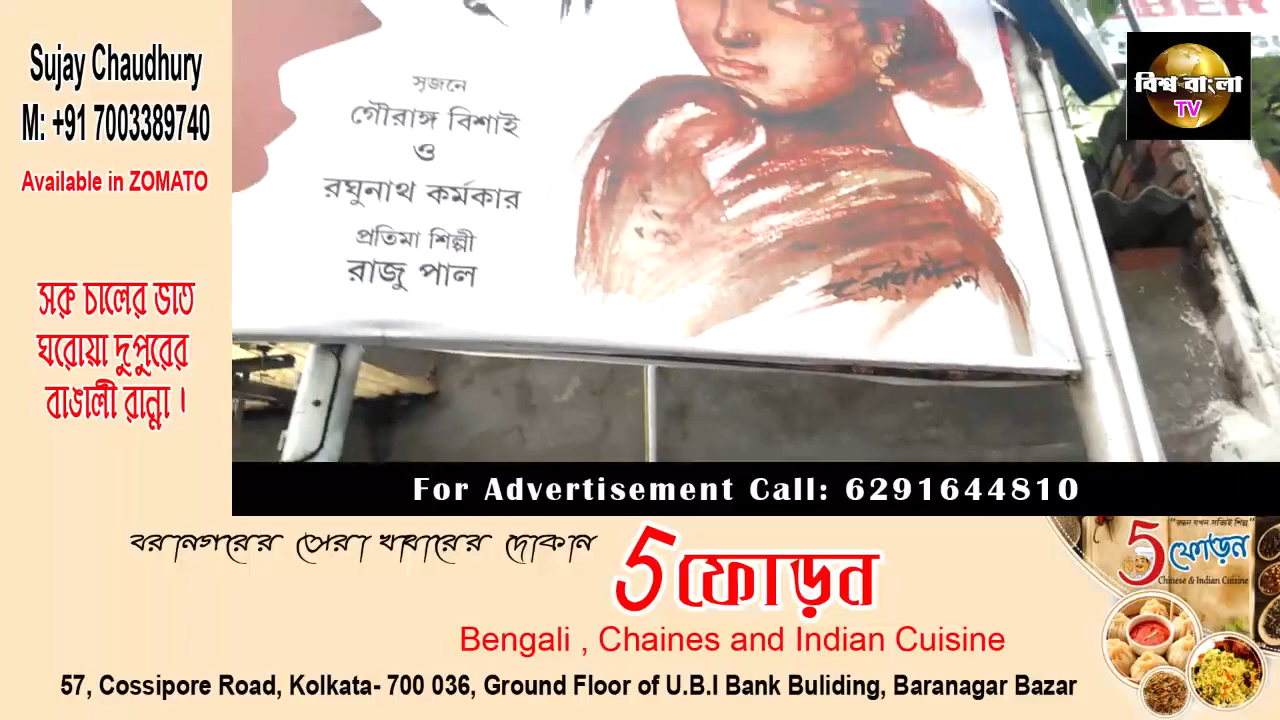 Sujay Chaudhury
M: +91 7003389740
Available in ZOMATO
সরু চালের ভাত
ঘরোয়া দুপুরের
বাঙালী রান্না ।
সৃজনে
গৌরাঙ্গ বিশাই
ও
রঘুনাথ কর্মকার
প্রতিমা শিল্পী
রাজু পাল
BER
বিশ্ব বাংলা
TV
For Advertisement Call: 6291644810
বরানগরের সেরা খাবারের দোকান
5 ফোড়ন
Bengali , Chaines and Indian Cuisine
57, Cossipore Road, Kolkata- 700 036, Ground Floor of U.B.I Bank Buliding, Baranagar Bazar
5 ফোড়ন
Chinese & Indian Cuisine